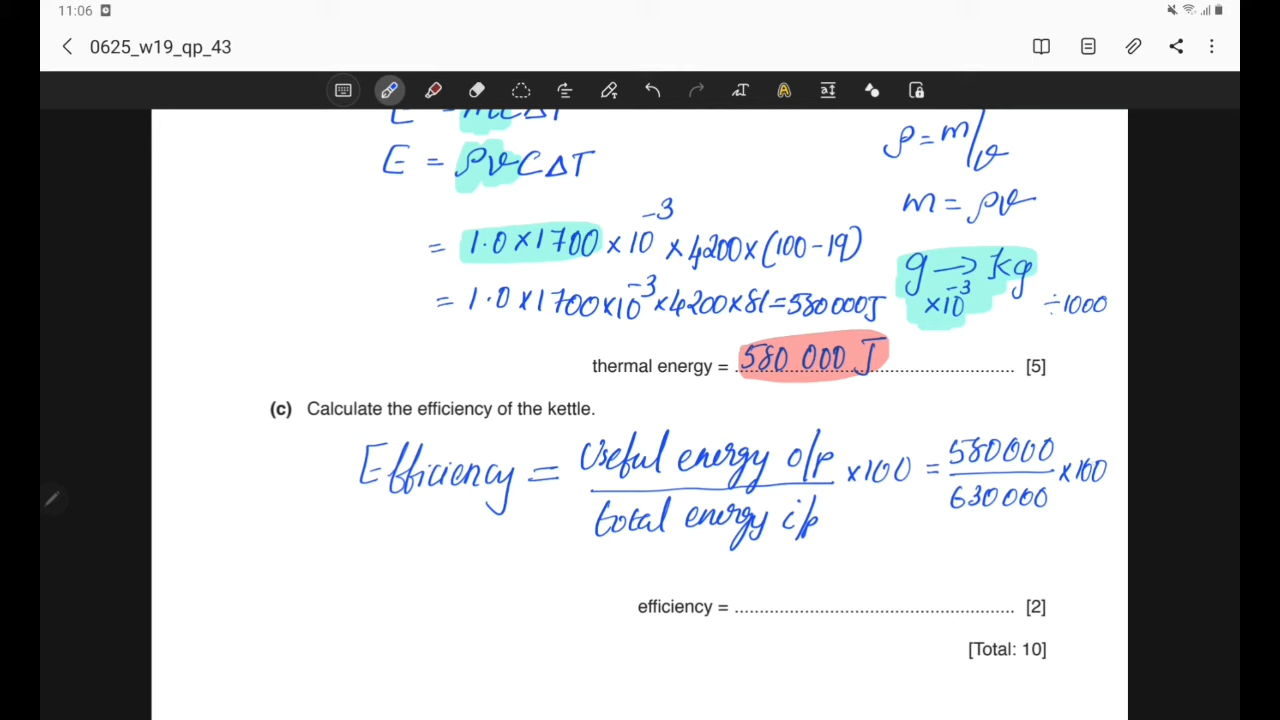 11:06
0625_w19_qp_43
E = mCΔT
E = ρvCΔT
ρ = m/v
m = ρv
= 1.0 × 1700 × 10⁻³ × 4200 × (100 - 19)
g → kg
×10⁻³ ÷1000
= 1.0 × 1700 × 10⁻³ × 4200 × 81 = 580000J
thermal energy = 580 000 J [5]
(c) Calculate the efficiency of the kettle.
Efficiency = Useful energy o/p / total energy i/p × 100 = 580000 / 630000 × 100
efficiency = ........................................................ [2]
[Total: 10]